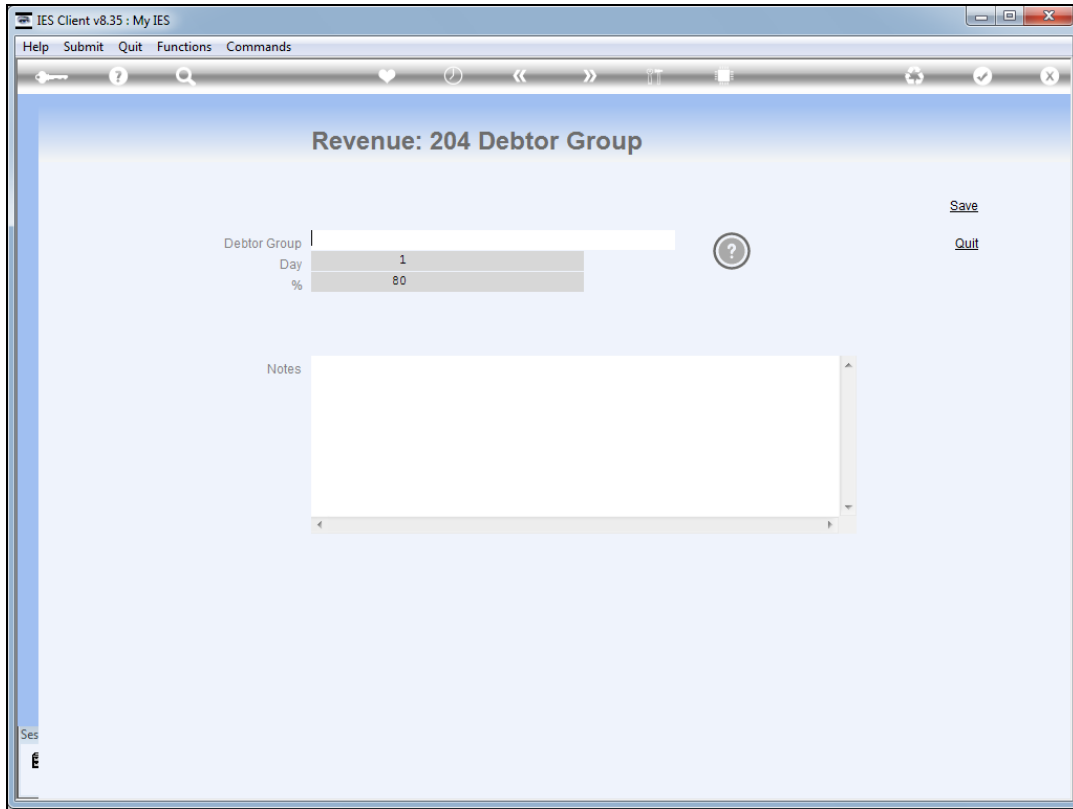 IES Client v8.35 : My IES
Help Submit Quit Functions Commands
Revenue: 204 Debtor Group
Save
Debtor Group
Quit
Day 1
% 80
Notes
Ses